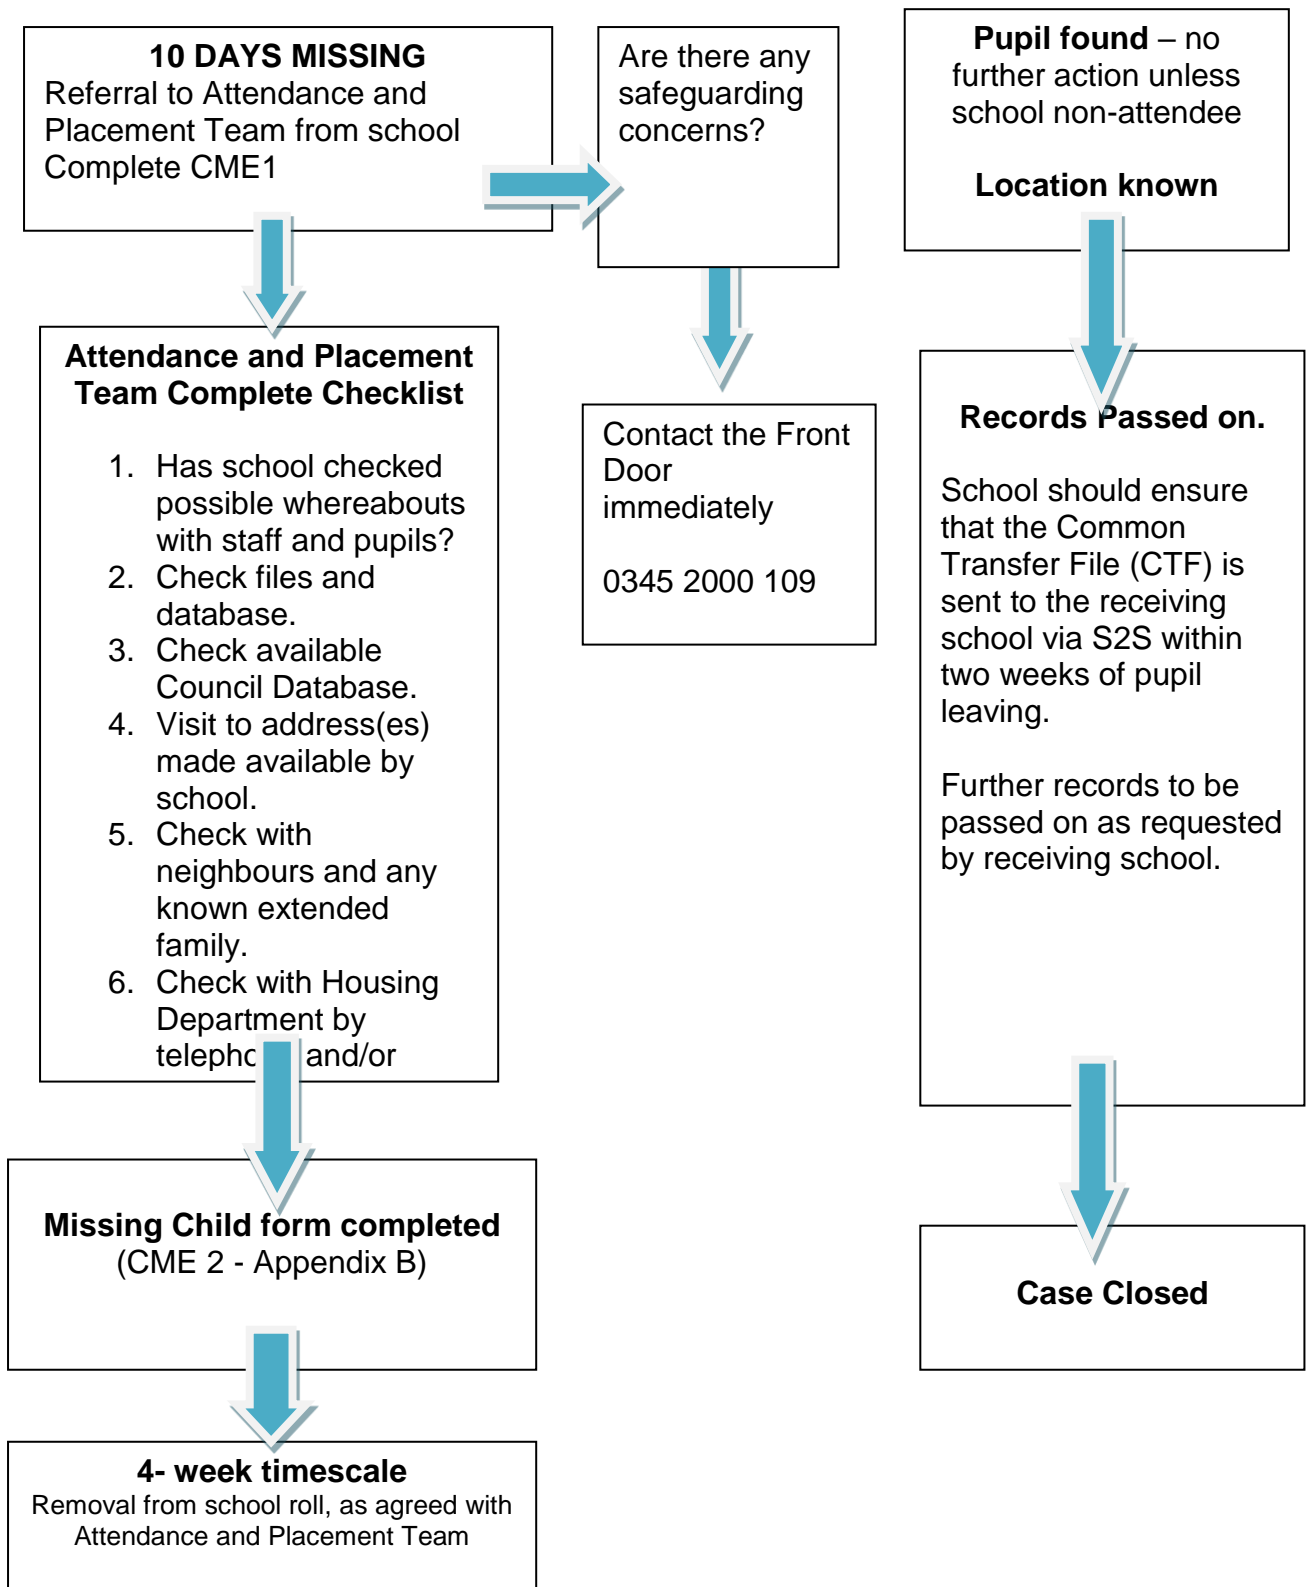 10 DAYS MISSING
Referral to Attendance and
Placement Team from school
Complete CME1
Are there any
safeguarding
concerns?
Pupil found – no
further action unless
school non-attendee
Location known
Attendance and Placement
Team Complete Checklist
1. Has school checked
possible whereabouts
with staff and pupils?
2. Check files and
database.
3. Check available
Council Database.
4. Visit to address(es)
made available by
school.
5. Check with
neighbours and any
known extended
family.
6. Check with Housing
Department by
and/or
Contact the Front
Door
immediately
0345 2000 109
Records Passed on.
School should ensure
that the Common
Transfer File (CTF) is
sent to the receiving
school via S2S within
two weeks of pupil
leaving.
Further records to be
passed on as requested
by receiving school.
Missing Child form completed
(CME 2 - Appendix B)
Case Closed
4- week timescale
Removal from school roll, as agreed with
Attendance and Placement Team